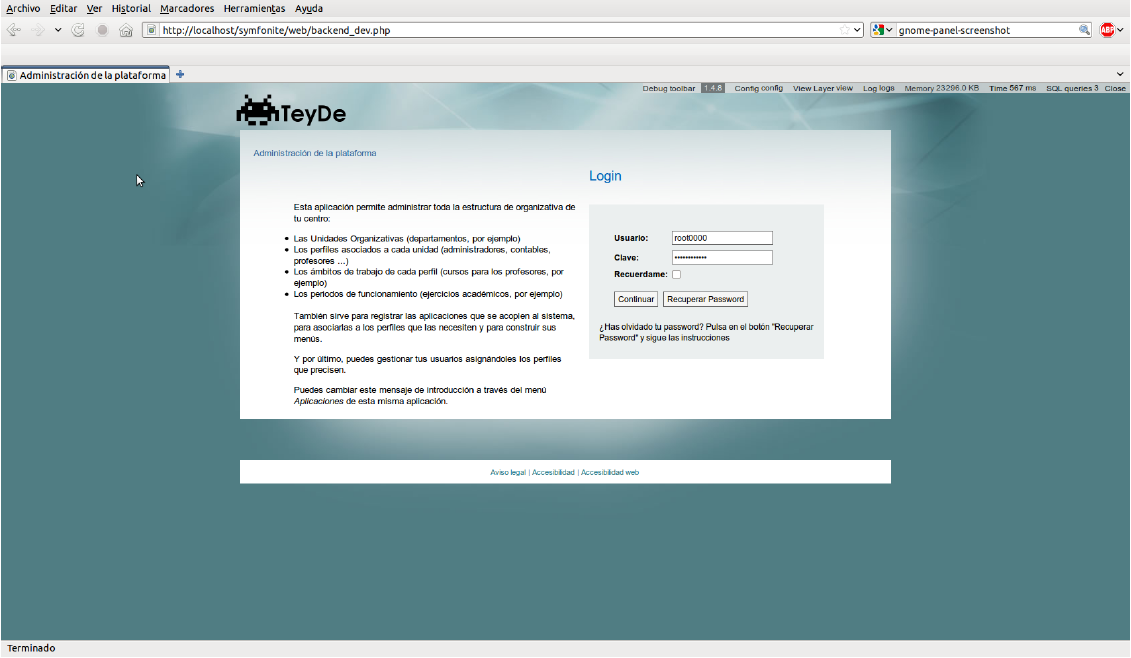 Archivo Editar Ver Historial Marcadores Herramientas Ayuda
http://localhost/symfonite/web/backend_dev.php
gnome-panel-screenshot
ABP
Administración de la plataforma
Debug toolbar 1.4.8 Config config View Layer view Log logs Memory 23296.0 KB Time 567 ms SQL queries 3 Close
TeyDe
Administración de la plataforma
Login
Esta aplicación permite administrar toda la estructura de organizativa de
tu centro:
Las Unidades Organizativas (departamentos, por ejemplo)
Los perfiles asociados a cada unidad (administradores, contables,
profesores ...)
Los ámbitos de trabajo de cada perfil (cursos para los profesores, por
ejemplo)
Los periodos de funcionamiento (ejercicios académicos, por ejemplo)
También sirve para registrar las aplicaciones que se acoplen al sistema,
para asociarlas a los perfiles que las necesiten y para construir sus
menús.
Y por último, puedes gestionar tus usuarios asignándoles los perfiles
que precisen.
Puedes cambiar este mensaje de introducción a través del menú
Aplicaciones de esta misma aplicación.
Usuario: root0000
Clave: ••••••••••••
Recuerdame:
Continuar Recuperar Password
¿Has olvidado tu password? Pulsa en el botón "Recuperar
Password" y sigue las instrucciones
Aviso legal | Accesibilidad | Accesibilidad web
Terminado